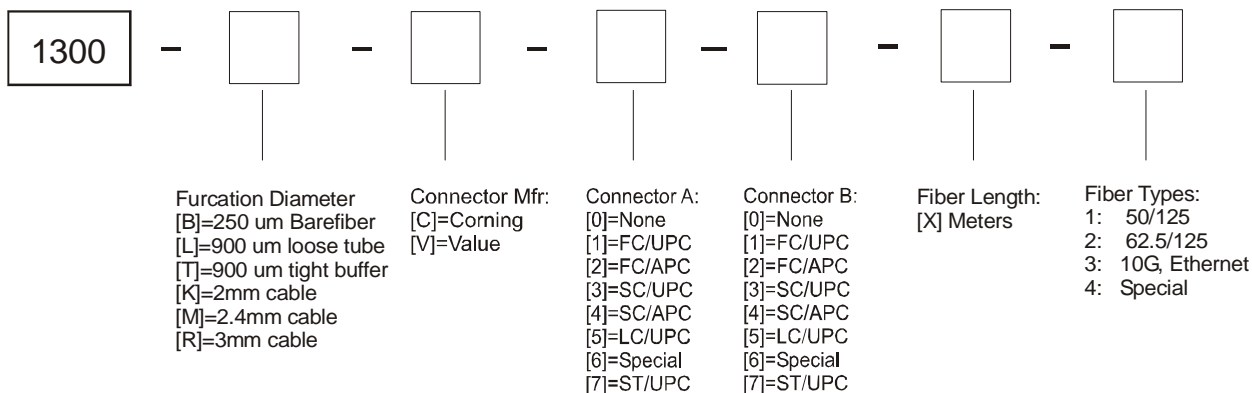 1300 - - - - - -
Furcation Diameter
[B]=250 um Barefiber
[L]=900 um loose tube
[T]=900 um tight buffer
[K]=2mm cable
[M]=2.4mm cable
[R]=3mm cable
Connector Mfr:
[C]=Corning
[V]=Value
Connector A:
[0]=None
[1]=FC/UPC
[2]=FC/APC
[3]=SC/UPC
[4]=SC/APC
[5]=LC/UPC
[6]=Special
[7]=ST/UPC
Connector B:
[0]=None
[1]=FC/UPC
[2]=FC/APC
[3]=SC/UPC
[4]=SC/APC
[5]=LC/UPC
[6]=Special
[7]=ST/UPC
Fiber Length:
[X] Meters
Fiber Types:
1: 50/125
2: 62.5/125
3: 10G, Ethernet
4: Special